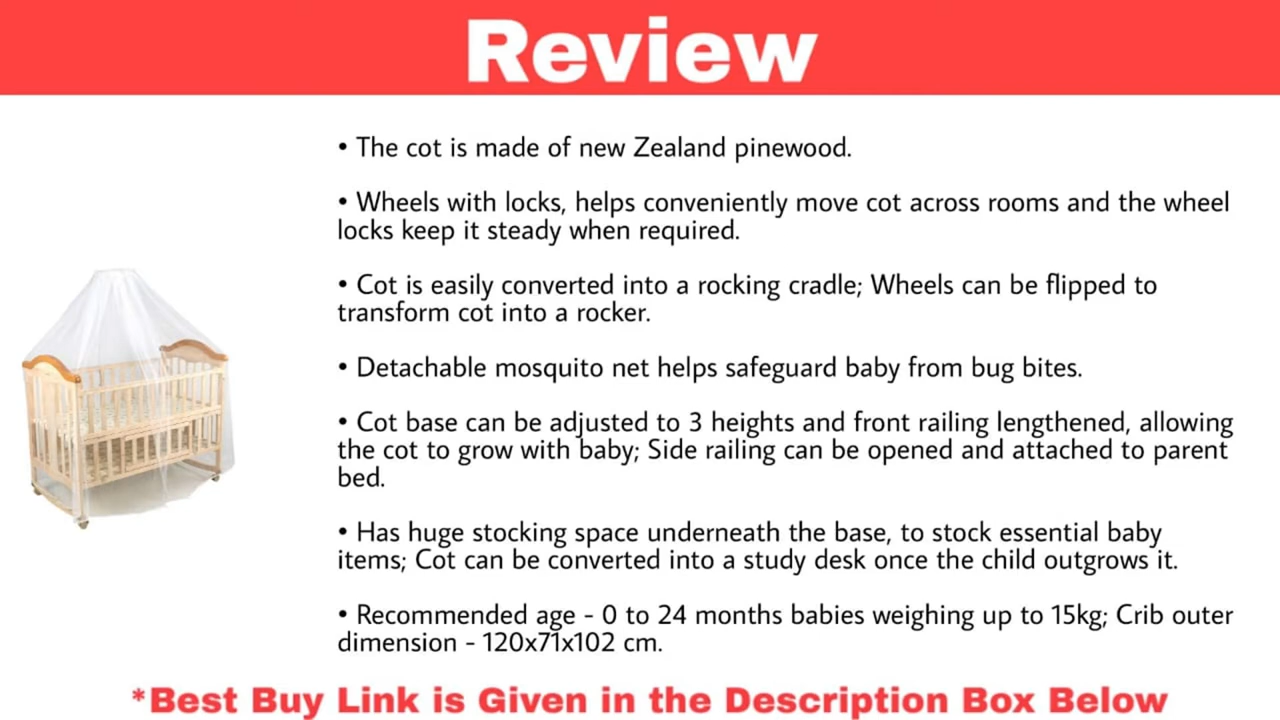 Review
• The cot is made of new Zealand pinewood.
• Wheels with locks, helps conveniently move cot across rooms and the wheel
locks keep it steady when required.
• Cot is easily converted into a rocking cradle; Wheels can be flipped to
transform cot into a rocker.
• Detachable mosquito net helps safeguard baby from bug bites.
• Cot base can be adjusted to 3 heights and front railing lengthened, allowing
the cot to grow with baby; Side railing can be opened and attached to parent
bed.
• Has huge stocking space underneath the base, to stock essential baby
items; Cot can be converted into a study desk once the child outgrows it.
• Recommended age - 0 to 24 months babies weighing up to 15kg; Crib outer
dimension - 120x71x102 cm.
*Best Buy Link is Given in the Description Box Below